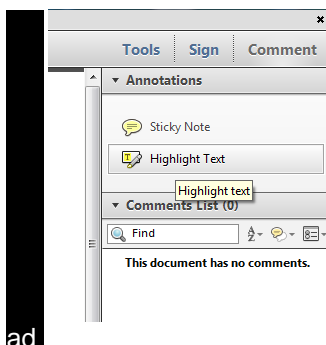 Tools Sign Comment
Annotations
Sticky Note
Highlight Text
Highlight text
Comments List (0)
Find
This document has no comments.
ad